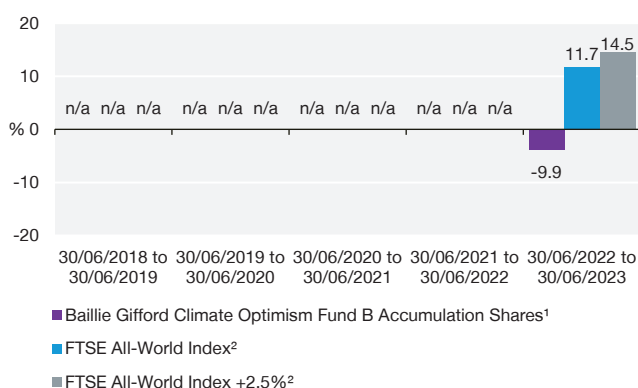 20
11.7 14.5
10
n/a n/a n/a n/a n/a n/a n/a n/a n/a n/a n/a n/a
% 0
-9.9
-10
-20
30/06/2018 to 30/06/2019 to 30/06/2020 to 30/06/2021 to 30/06/2022 to
30/06/2019 30/06/2020 30/06/2021 30/06/2022 30/06/2023
Baillie Gifford Climate Optimism Fund B Accumulation Shares¹
FTSE All-World Index²
FTSE All-World Index +2.5%²